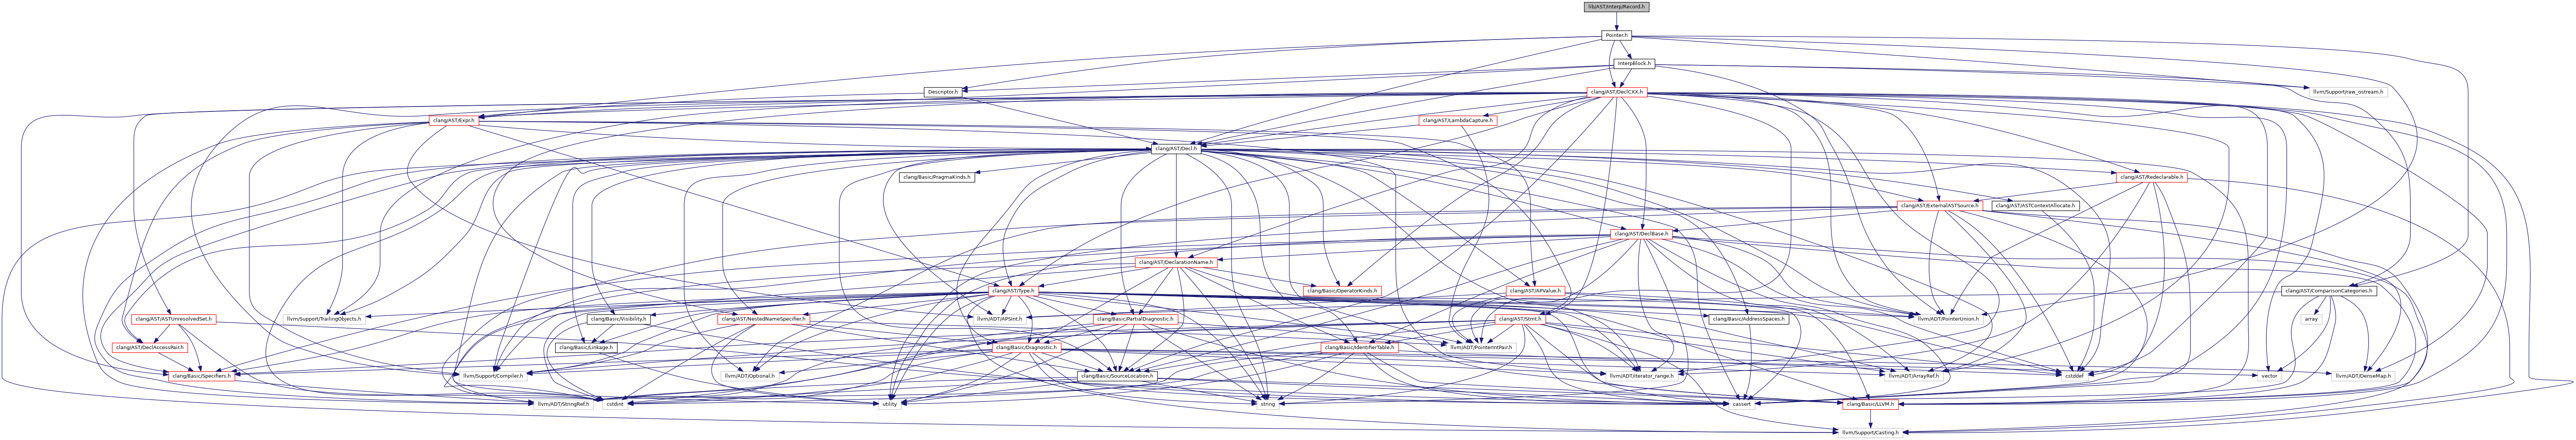 lib/AST/Interp/Record.h
Pointer.h
InterpBlock.h
Descriptor.h
clang/AST/DeclCXX.h
llvm/Support/raw_ostream.h
clang/AST/Expr.h
clang/AST/LambdaCapture.h
clang/AST/Decl.h
clang/Basic/PragmaKinds.h
clang/AST/Redeclarable.h
clang/AST/ExternalASTSource.h
clang/AST/ASTContextAllocate.h
clang/AST/DeclBase.h
clang/AST/DeclarationName.h
clang/AST/Type.h
clang/Basic/OperatorKinds.h
clang/AST/APValue.h
clang/AST/ComparisonCategories.h
clang/AST/ASTUnresolvedSet.h
llvm/Support/TrailingObjects.h
clang/Basic/Visibility.h
clang/AST/NestedNameSpecifier.h
llvm/ADT/APSInt.h
clang/Basic/PartialDiagnostic.h
clang/AST/Stmt.h
clang/Basic/AddressSpaces.h
llvm/ADT/PointerUnion.h
array
clang/AST/DeclAccessPair.h
clang/Basic/Linkage.h
clang/Basic/Diagnostic.h
clang/Basic/IdentifierTable.h
llvm/ADT/PointerIntPair.h
clang/Basic/Specifiers.h
llvm/Support/Compiler.h
llvm/ADT/Optional.h
clang/Basic/SourceLocation.h
llvm/ADT/iterator_range.h
llvm/ADT/ArrayRef.h
cstddef
vector
llvm/ADT/DenseMap.h
llvm/ADT/StringRef.h
cstdint
utility
string
cassert
clang/Basic/LLVM.h
llvm/Support/Casting.h